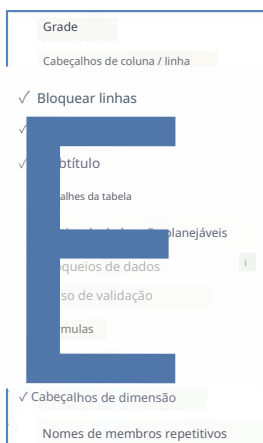 Grade
Cabeçalhos de coluna / linha
✓ Bloquear linhas
✓
✓ btítulo
alhes da tabela
planejáveis
queios de dados
i
so de validação
mulas
E
✓ Cabeçalhos de dimensão
Nomes de membros repetitivos